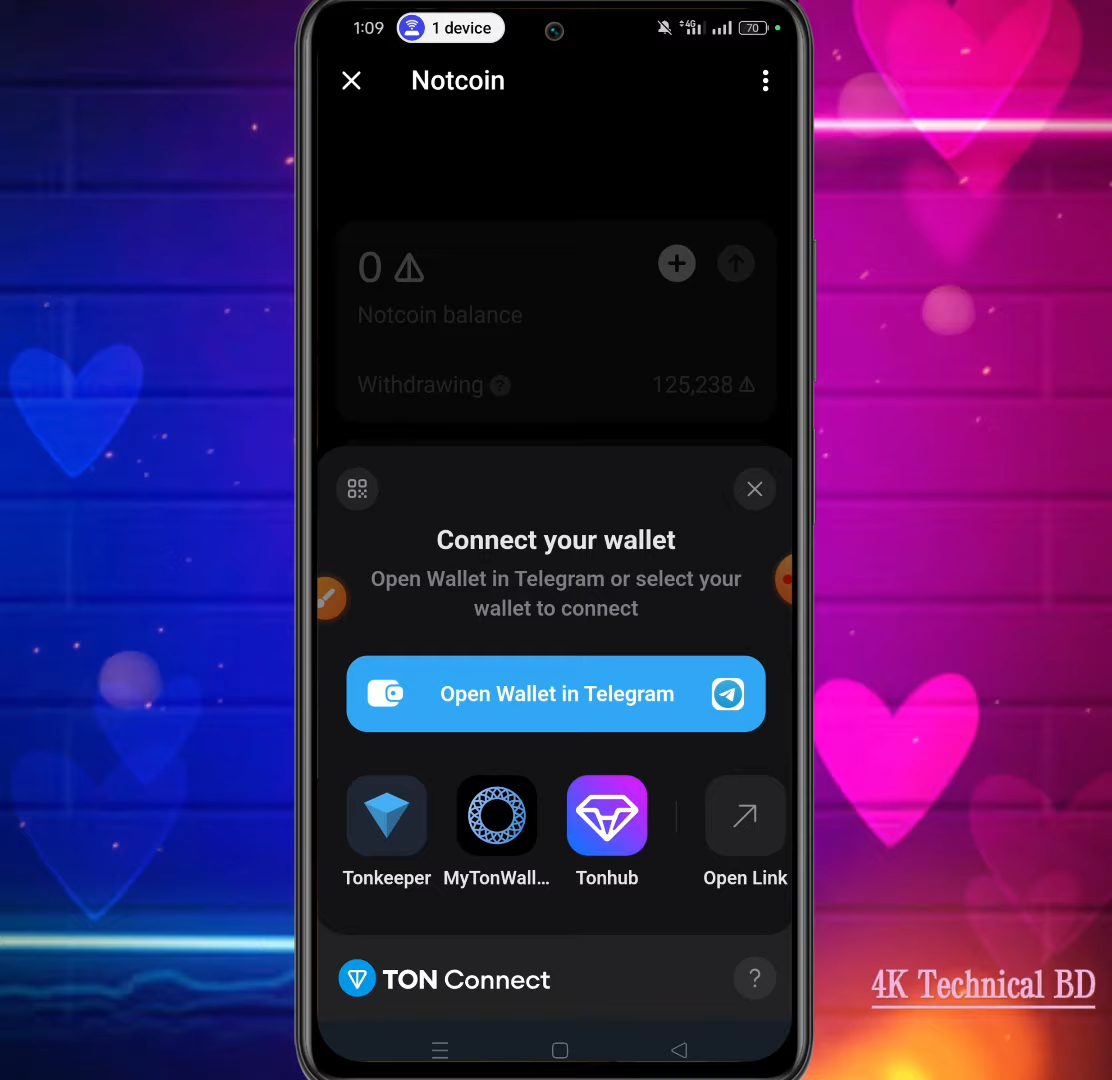 1:09
1 device
4G
70
Notcoin
0
Notcoin balance
Withdrawing ?
125,238
Connect your wallet
Open Wallet in Telegram or select your
wallet to connect
Open Wallet in Telegram
Tonkeeper MyTonWall... Tonhub Open Link
TON Connect ?
4K Technical BD